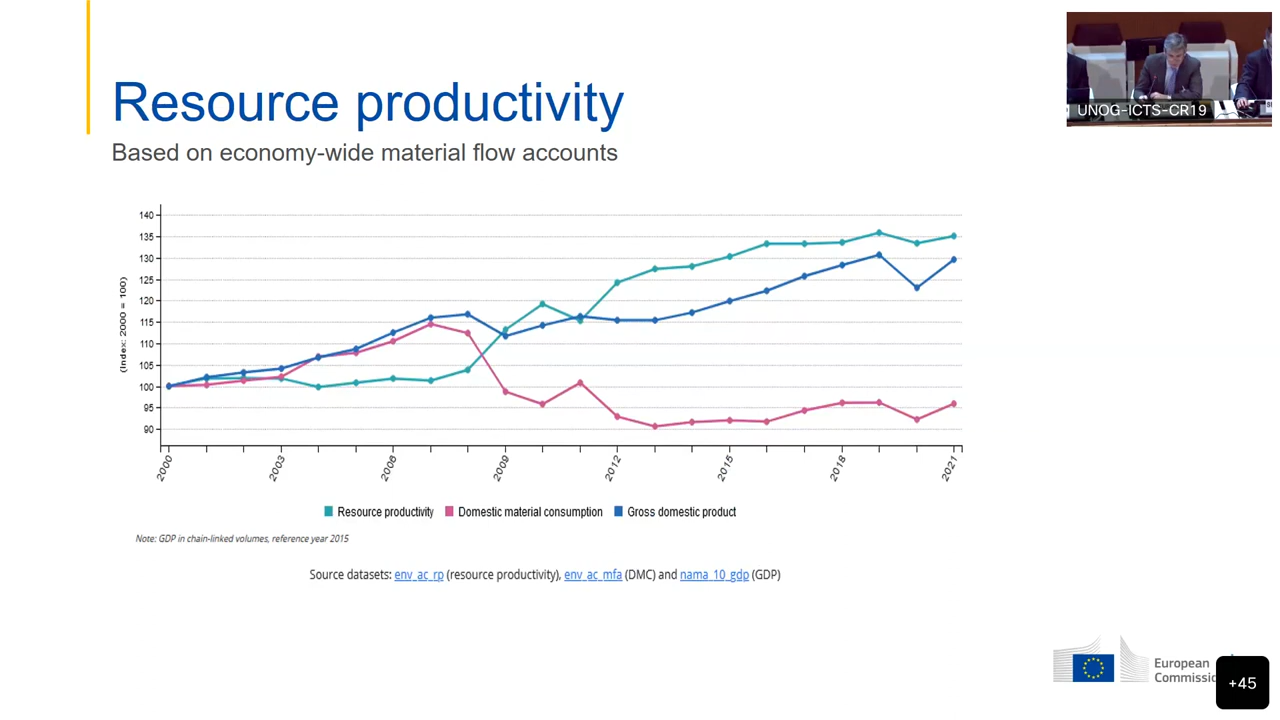 Resource productivity
Based on economy-wide material flow accounts
UNOG-ICTS-CR19
(Index: 2000 = 100)
140
135
130
125
120
115
110
105
100
95
90
2000
2003
2006
2009
2012
2015
2018
2021
Resource productivity Domestic material consumption Gross domestic product
Note: GDP in chain-linked volumes, reference year 2015
Source datasets: env_ac_rp (resource productivity), env_ac_mfa (DMC) and nama_10_gdp (GDP)
European
Commissi
+45